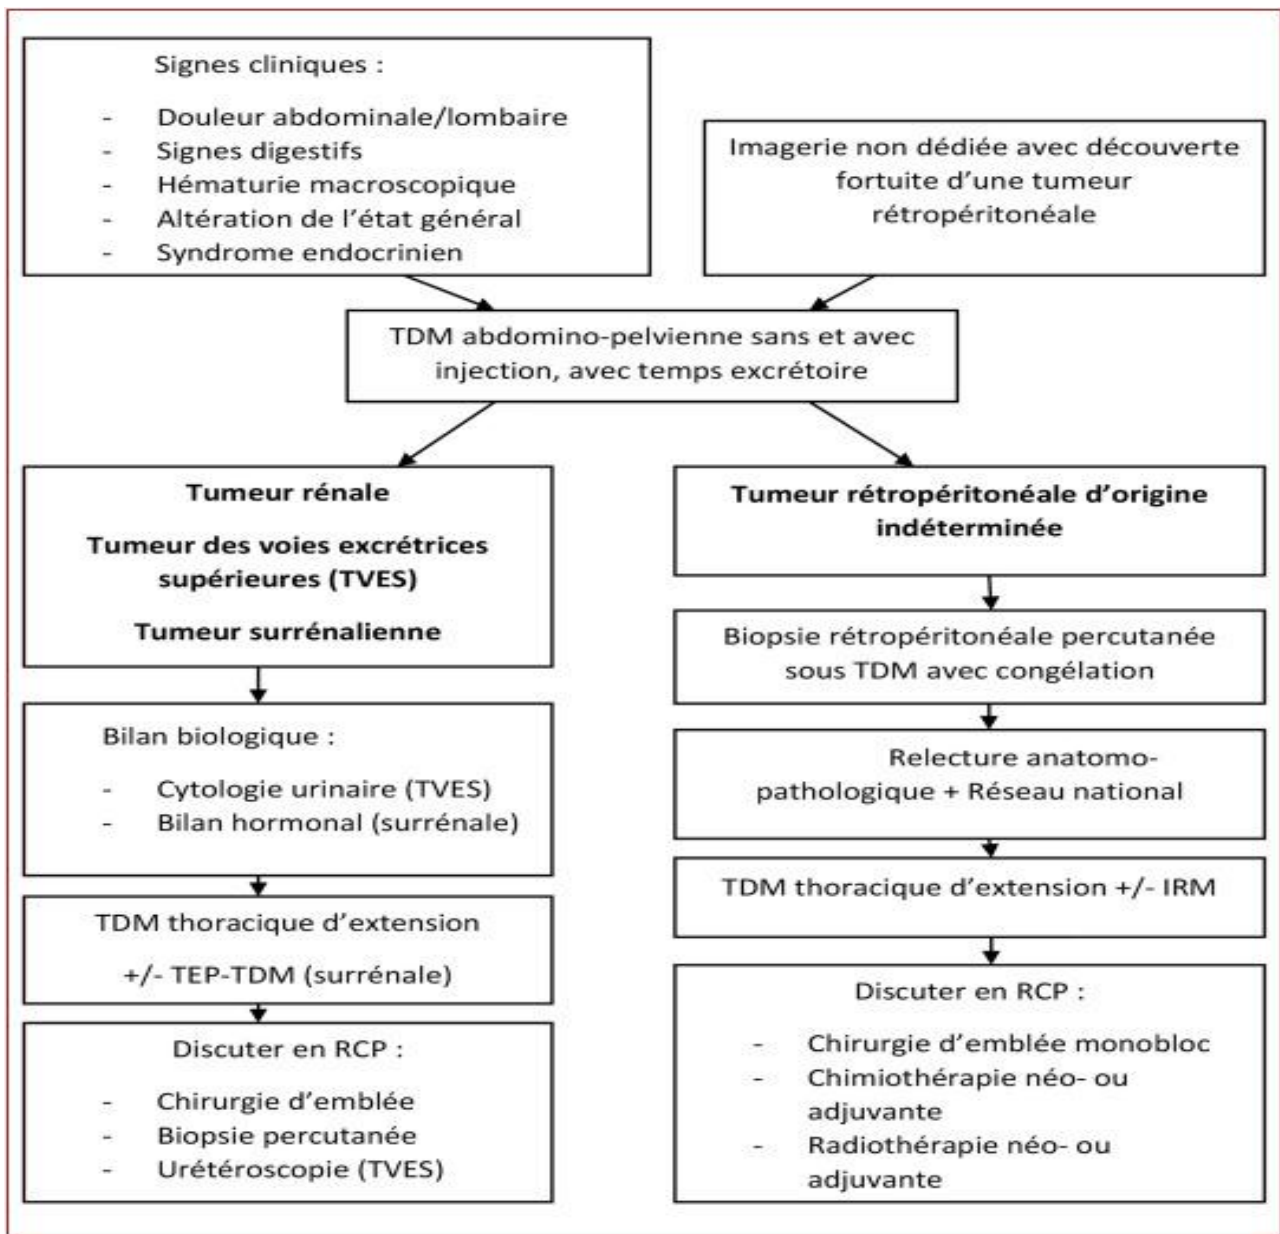 Signes cliniques :
- Douleur abdominale/lombaire
- Signes digestifs
- Hématurie macroscopique
- Altération de l'état général
- Syndrome endocrinien
Imagerie non dédiée avec découverte
fortuite d'une tumeur
rétropéritonéale
TDM abdomino-pelvienne sans et avec
injection, avec temps excrétoire
Tumeur rénale
Tumeur des voies excrétrices
supérieures (TVES)
Tumeur surrénalienne
Bilan biologique :
- Cytologie urinaire (TVES)
- Bilan hormonal (surrénale)
TDM thoracique d'extension
+/- TEP-TDM (surrénale)
Discuter en RCP :
- Chirurgie d'emblée
- Biopsie percutanée
- Urétéroscopie (TVES)
Tumeur rétropéritonéale d'origine
indéterminée
Biopsie rétropéritonéale percutanée
sous TDM avec congélation
Relecture anatomo-
pathologique + Réseau national
TDM thoracique d'extension +/- IRM
Discuter en RCP :
- Chirurgie d'emblée monobloc
- Chimiothérapie néo- ou
adjuvante
- Radiothérapie néo- ou
adjuvante